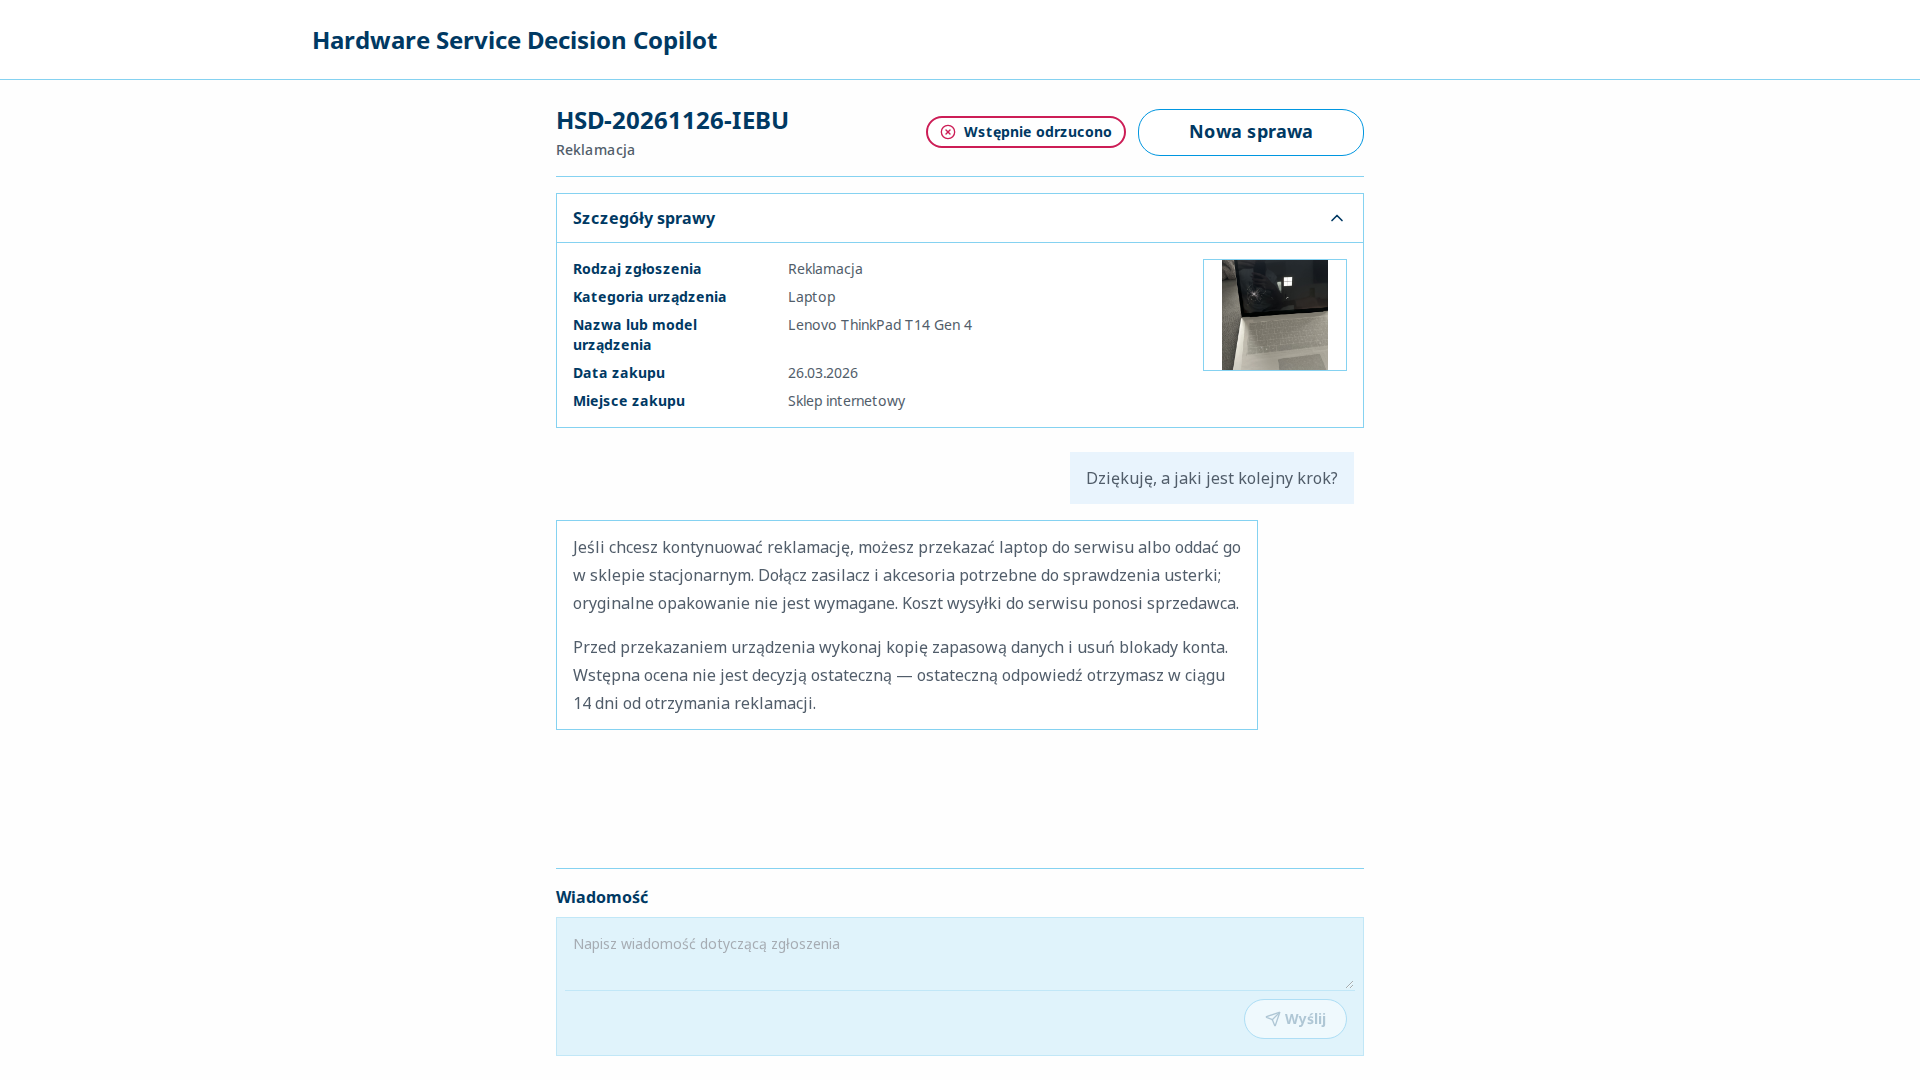 Hardware Service Decision Copilot
HSD-20261126-IEBU
Reklamacja
Wstępnie odrzucono
Nowa sprawa
Szczegóły sprawy
Rodzaj zgłoszenia
Reklamacja
Kategoria urządzenia
Laptop
Nazwa lub model
urządzenia
Lenovo ThinkPad T14 Gen 4
Data zakupu
26.03.2026
Miejsce zakupu
Sklep internetowy
Dziękuję, a jaki jest kolejny krok?
Jeśli chcesz kontynuować reklamację, możesz przekazać laptop do serwisu albo oddać go
w sklepie stacjonarnym. Dołącz zasilacz i akcesoria potrzebne do sprawdzenia usterki;
oryginalne opakowanie nie jest wymagane. Koszt wysyłki do serwisu ponosi sprzedawca.
Przed przekazaniem urządzenia wykonaj kopię zapasową danych i usuń blokady konta.
Wstępna ocena nie jest decyzją ostateczną — ostateczną odpowiedź otrzymasz w ciągu
14 dni od otrzymania reklamacji.
Wiadomość
Napisz wiadomość dotyczącą zgłoszenia
Wyślij